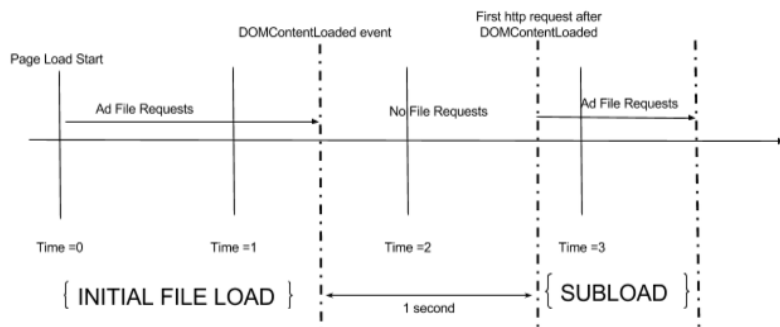 First http request after
DOMContentLoaded event
DOMContentLoaded
Page Load Start
Ad File Requests
No File Requests
Ad File Requests
Time =0
Time =1
Time =2
Time =3
{ INITIAL FILE LOAD }
{ SUBLOAD }
1 second